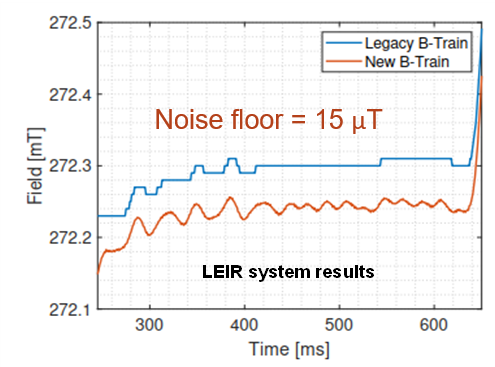 272.5
Legacy B-Train
New B-Train
272.4
Noise floor = 15 μT
Field [mT]
272.3
272.2
LEIR system results
272.1
300 400 500 600
Time [ms]